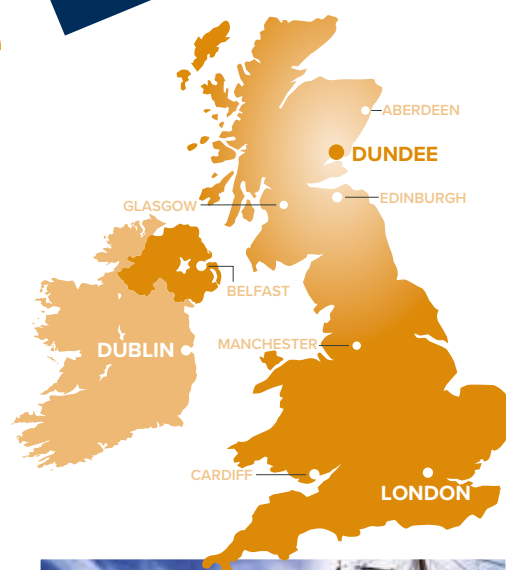 ABERDEEN
DUNDEE
EDINBURGH
GLASGOW
BELFAST
MANCHESTER
DUBLIN
CARDIFF
LONDON